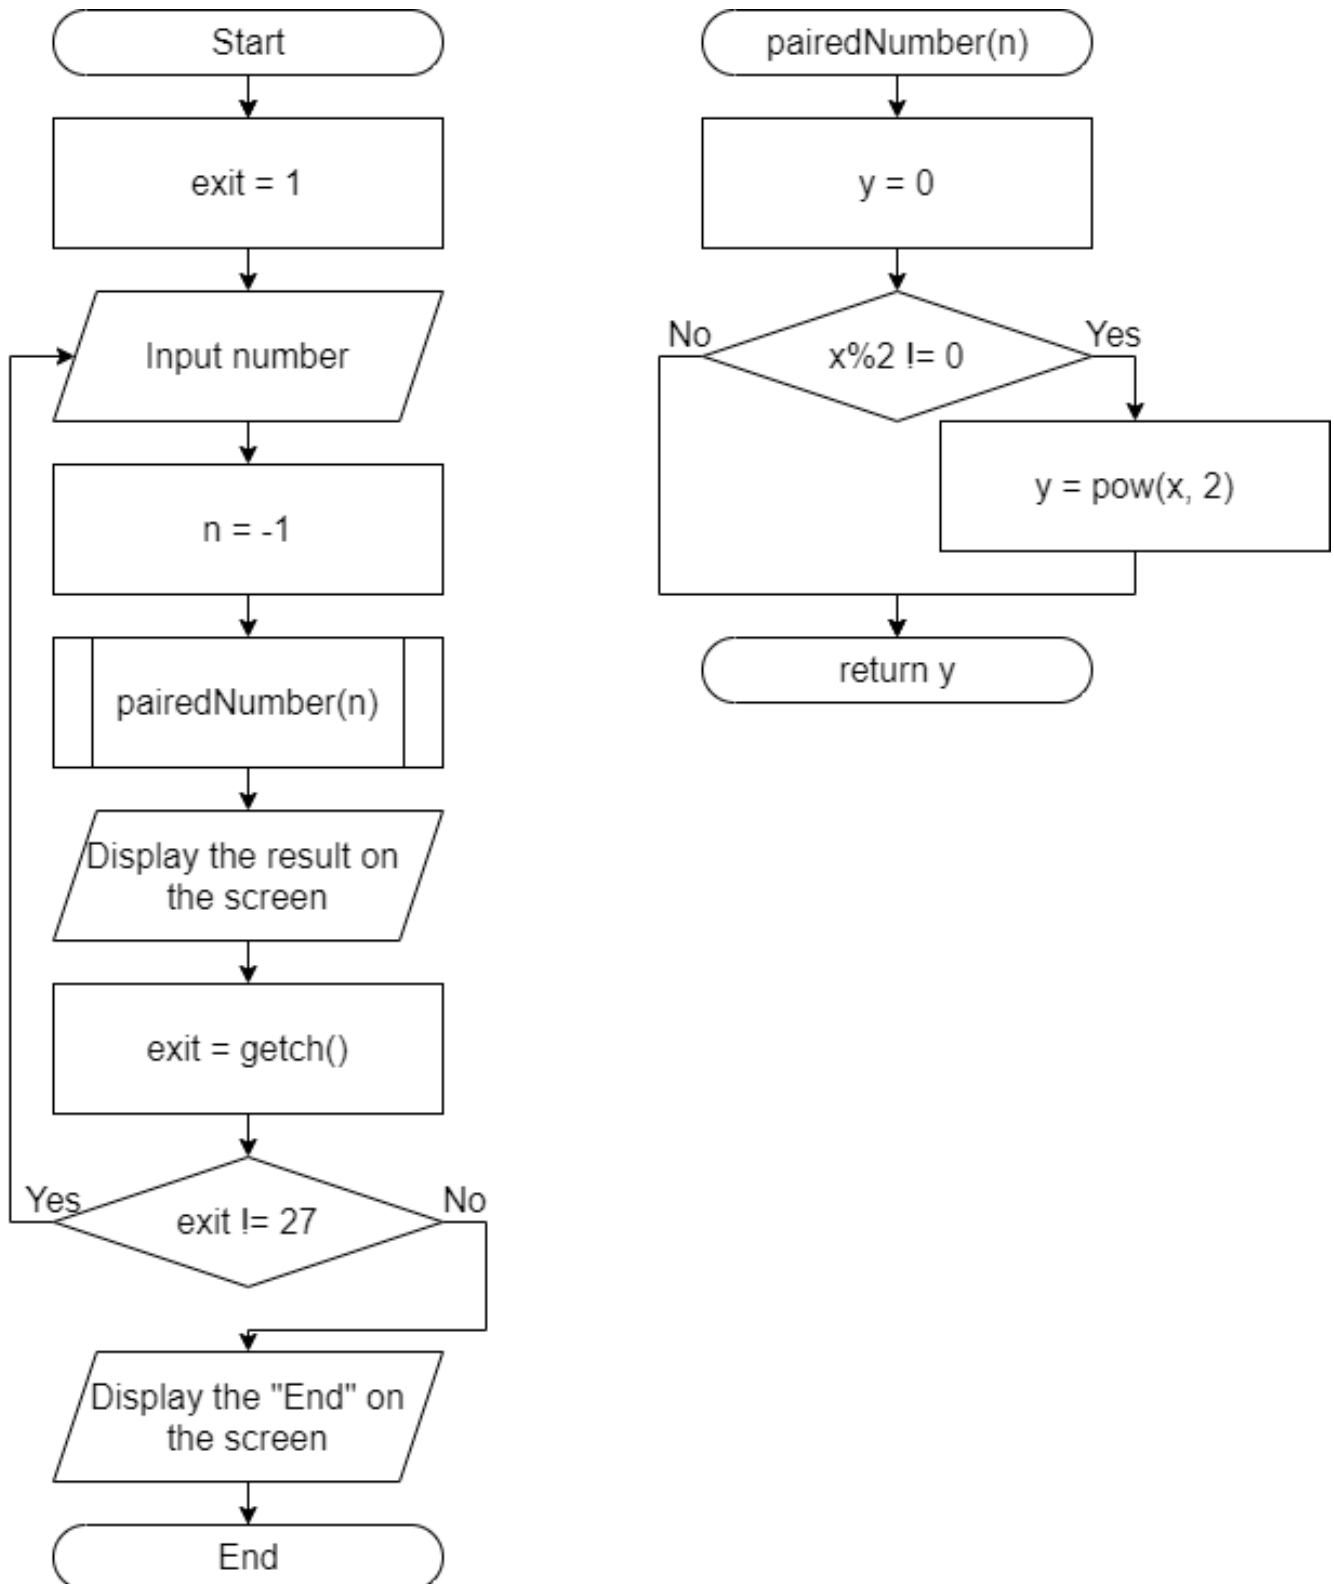 Start
exit = 1
Input number
n = -1
pairedNumber(n)
Display the result on
the screen
exit = getch()
Yes
No
exit != 27
Display the "End" on
the screen
End
pairedNumber(n)
y = 0
No
Yes
x%2 != 0
y = pow(x, 2)
return y